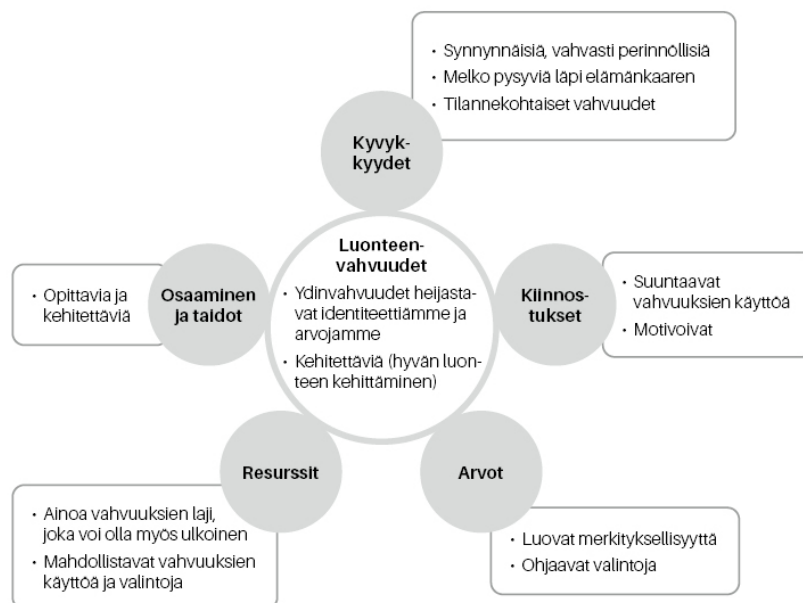 • Synnynnäisiä, vahvasti perinnöllisiä
• Melko pysyviä läpi elämänkaaren
• Tilannekohtaiset vahvuudet
Kyvyk-
kyydet
Luonteen-
vahvuudet
• Ydinvahvuudet heijasta-
vat identiteettiämme ja
arvojamme
• Kehitettäviä (hyvän luon-
teen kehittäminen)
• Opittavia ja
kehitettäviä
Osaaminen
ja taidot
Kiinnos-
tukset
• Suuntaavat
vahvuuksien käyttöä
• Motivoivat
Resurssit
• Ainoa vahvuuksien laji,
joka voi olla myös ulkoinen
• Mahdollistavat vahvuuksien
käyttöä ja valintoja
Arvot
• Luovat merkityksellisyyttä
• Ohjaavat valintoja